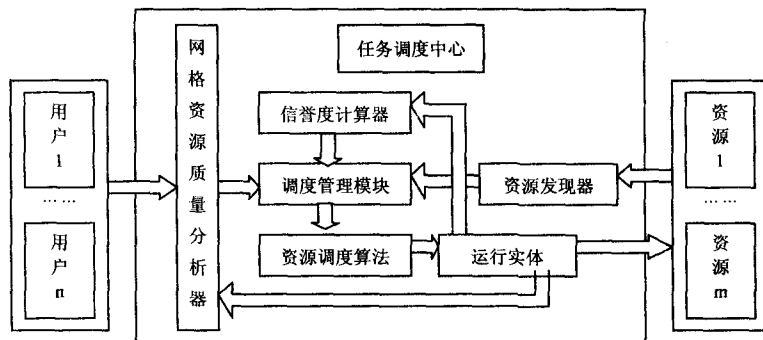 任务调度中心
网格资源质量分析器
用户1
……
用户n
信誉度计算器
调度管理模块
资源调度算法
资源发现器
运行实体
资源1
……
资源m